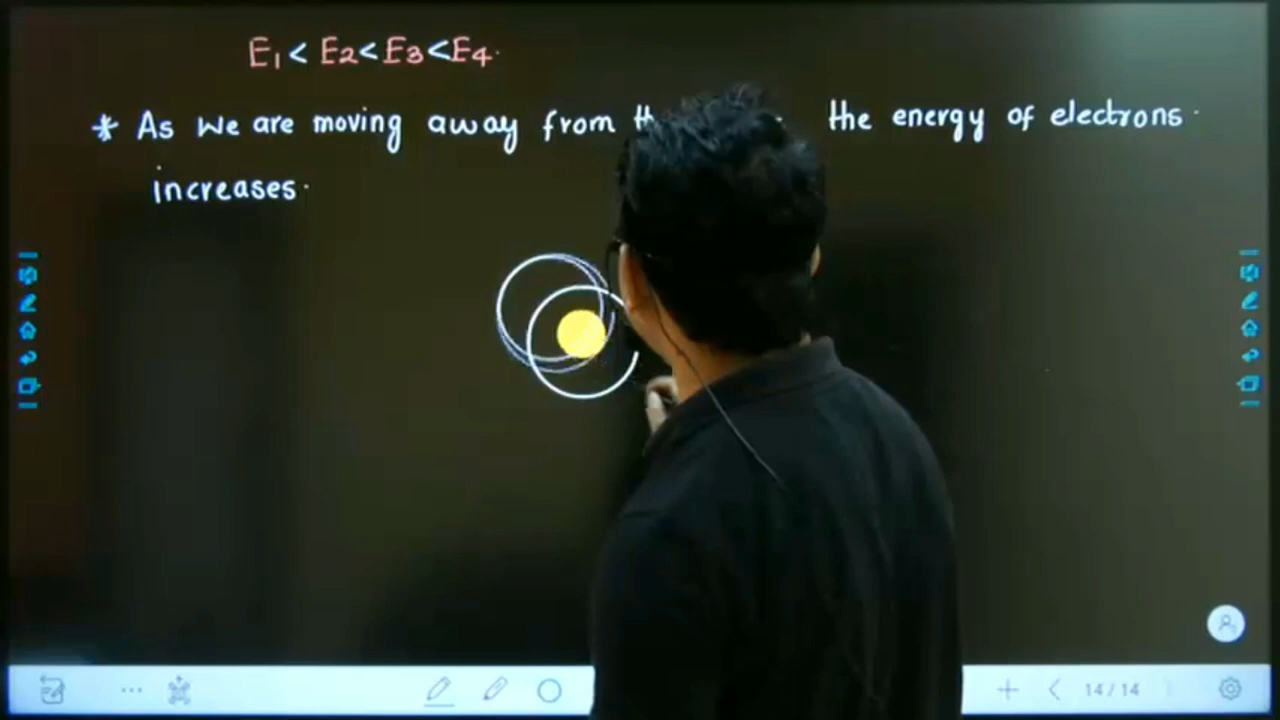 E1 < E2 < E3 < E4.
* As we are moving away from the energy of electrons
increases.
14/14